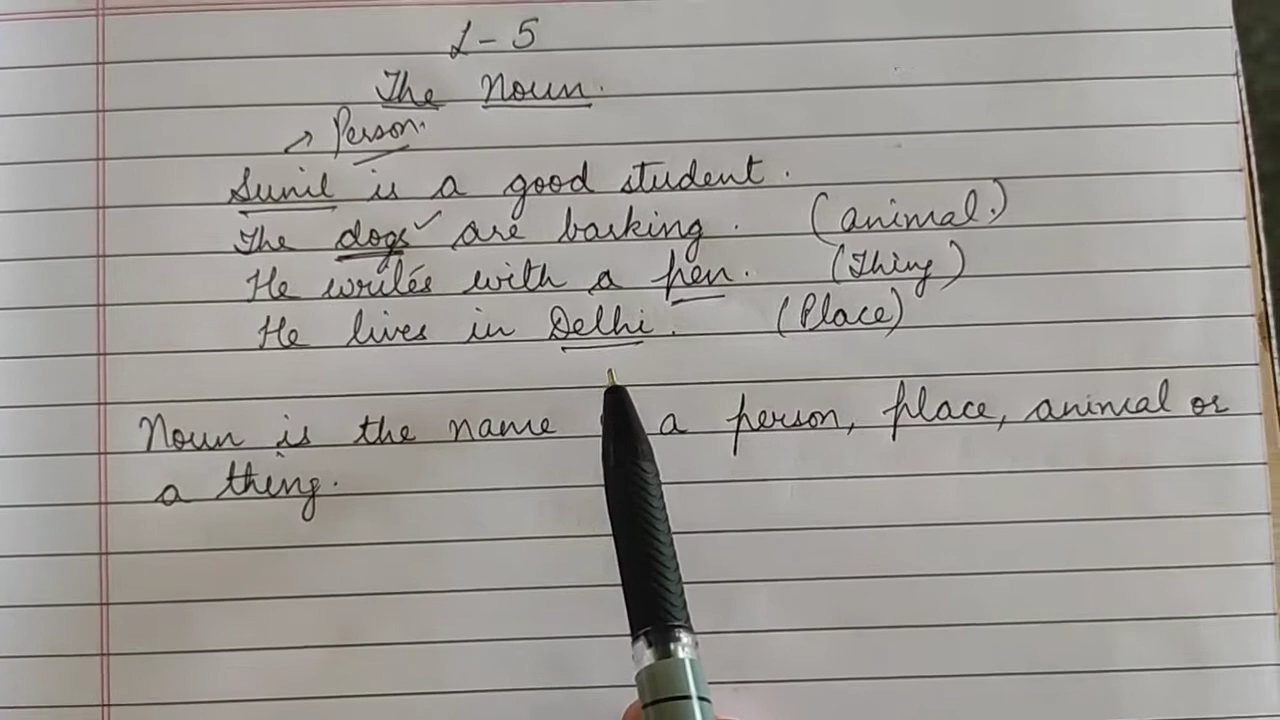 L-5
The Noun.
→ Person.
Sunil is a good student.
The dogs ✓ are barking. (animal.)
He writes with a pen. (Thing)
He lives in Delhi. (Place)
Noun is the name a person, place, animal or
a thing.